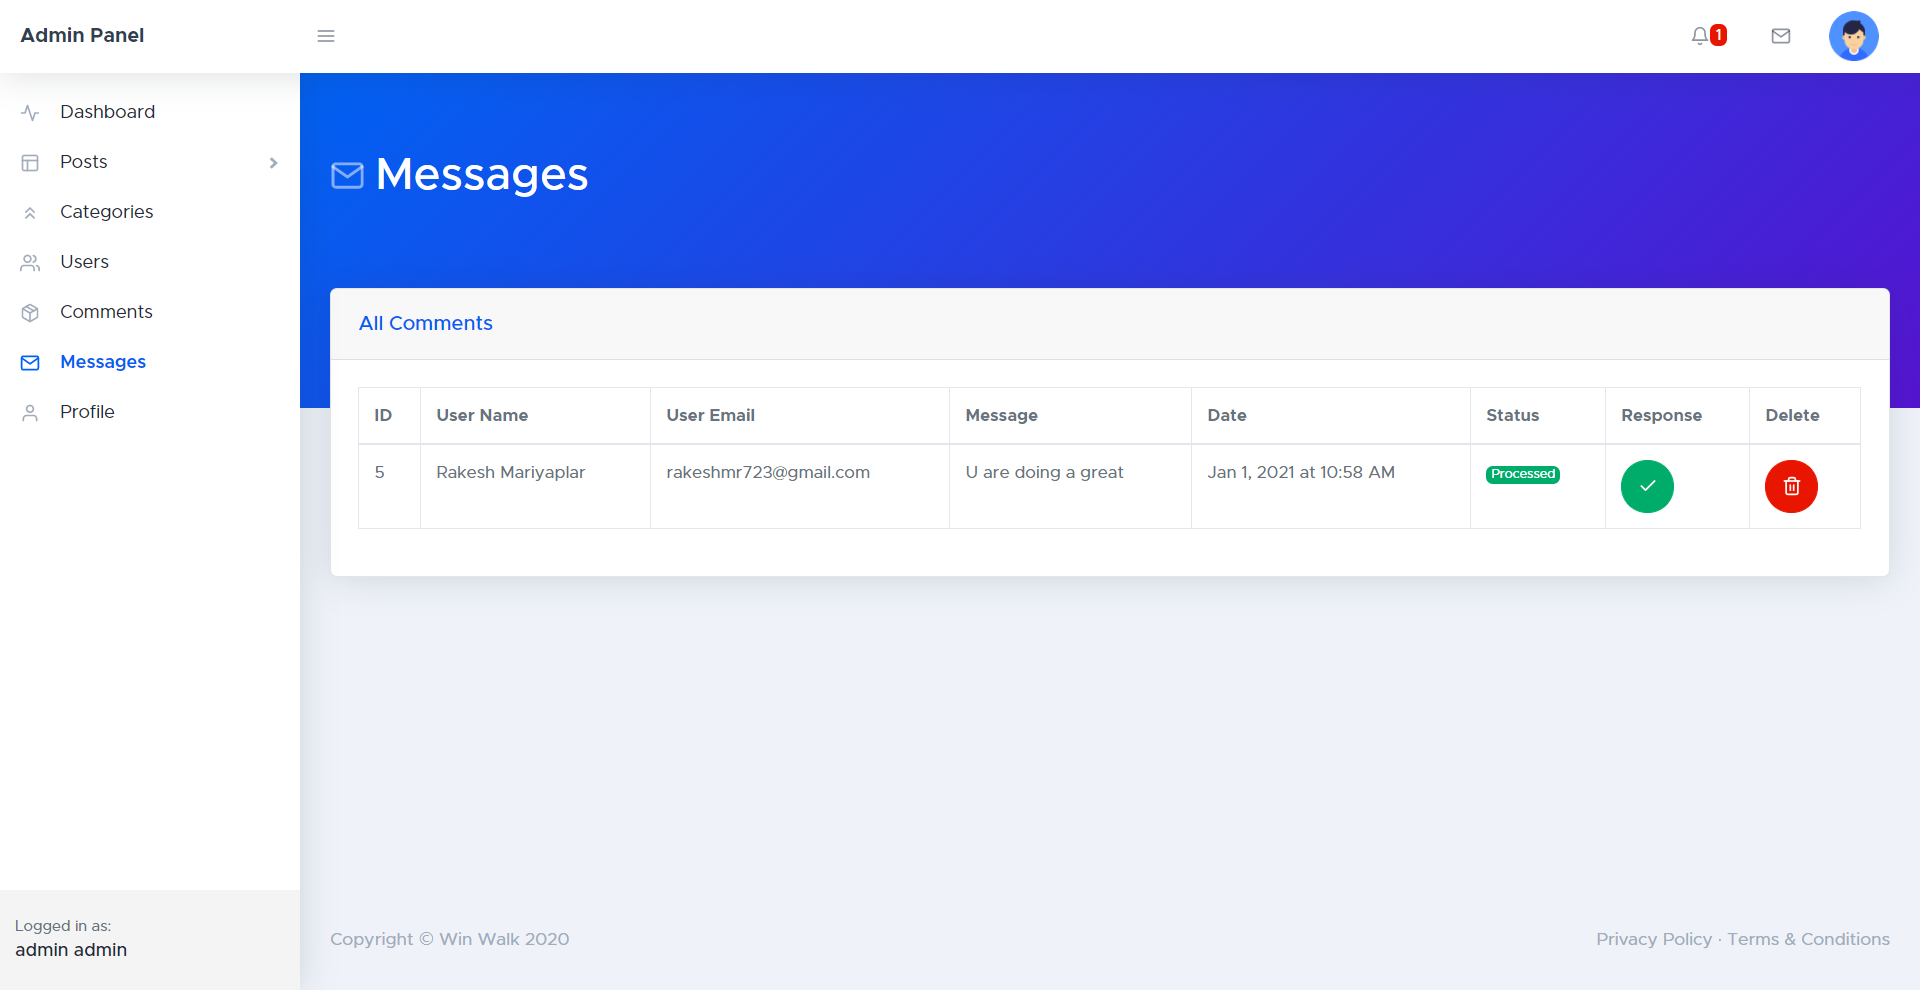 Admin Panel
1
Dashboard
Posts
Categories
Users
Comments
Messages
Profile
Logged in as:
admin admin
Messages
All Comments
ID User Name User Email Message Date Status Response Delete
5 Rakesh Mariyaplar rakeshmr723@gmail.com U are doing a great Jan 1, 2021 at 10:58 AM Processed
Copyright © Win Walk 2020
Privacy Policy · Terms & Conditions